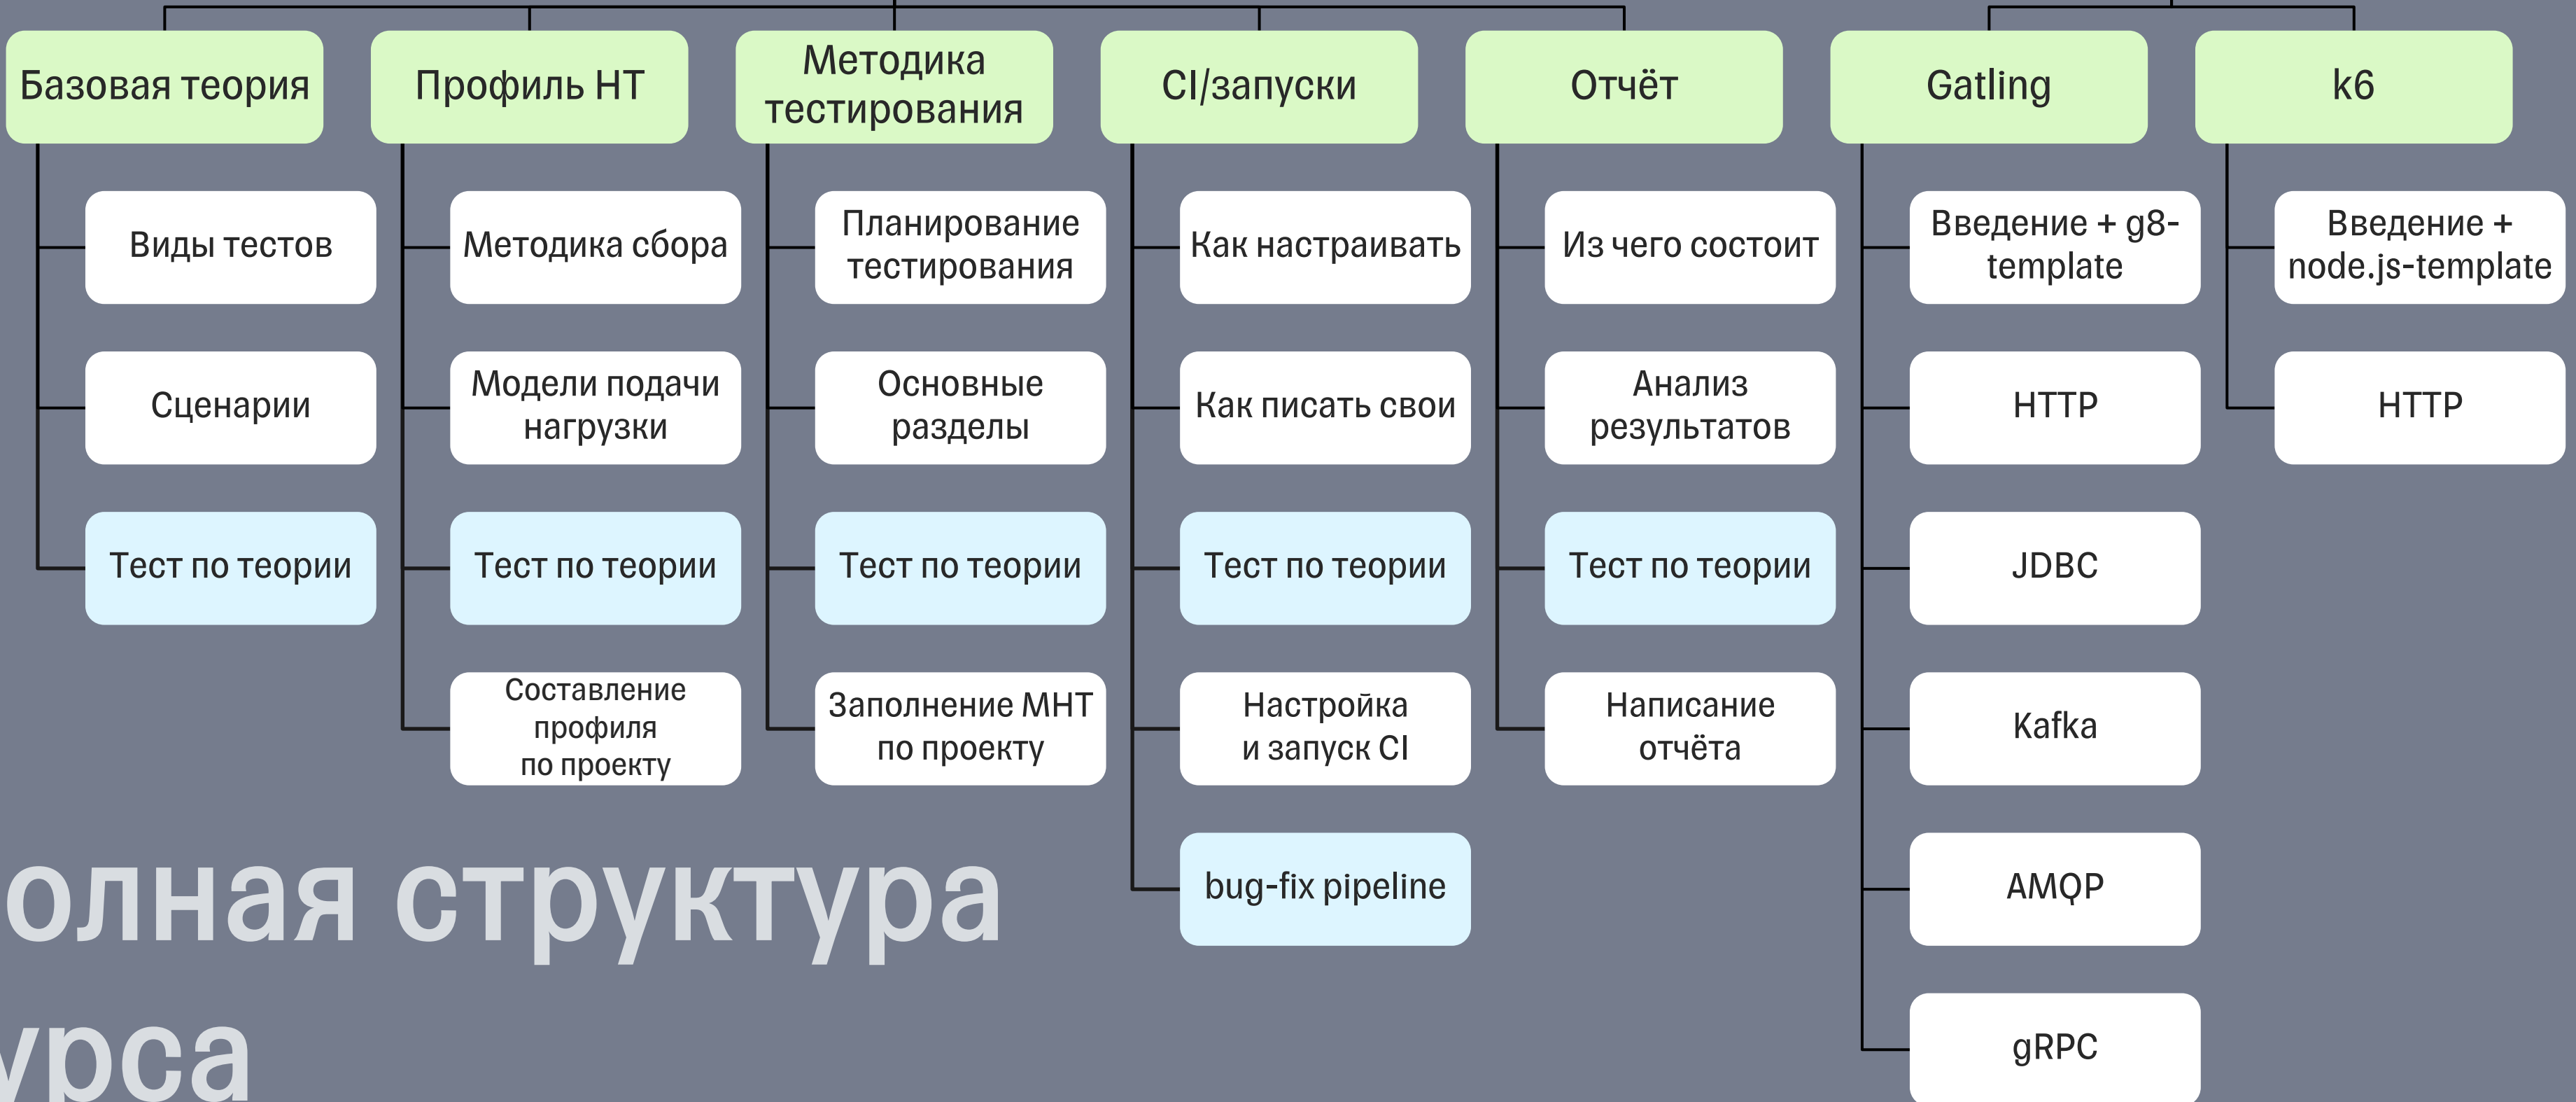 Базовая теория
Виды тестов
Сценарии
Тест по теории
Профиль НТ
Методика сбора
Модели подачи
нагрузки
Тест по теории
Составление
профиля
по проекту
Методика
тестирования
Планирование
тестирования
Основные
разделы
Тест по теории
Заполнение МНТ
по проекту
CI/запуски
Как настраивать
Как писать свои
Тест по теории
Настройка
и запуск CI
bug-fix pipeline
Отчёт
Из чего состоит
Анализ
результатов
Тест по теории
Написание
отчёта
Gatling
Введение + g8-
template
HTTP
JDBC
Kafka
AMQP
gRPC
k6
Введение +
node.js-template
HTTP
олная структура
урса